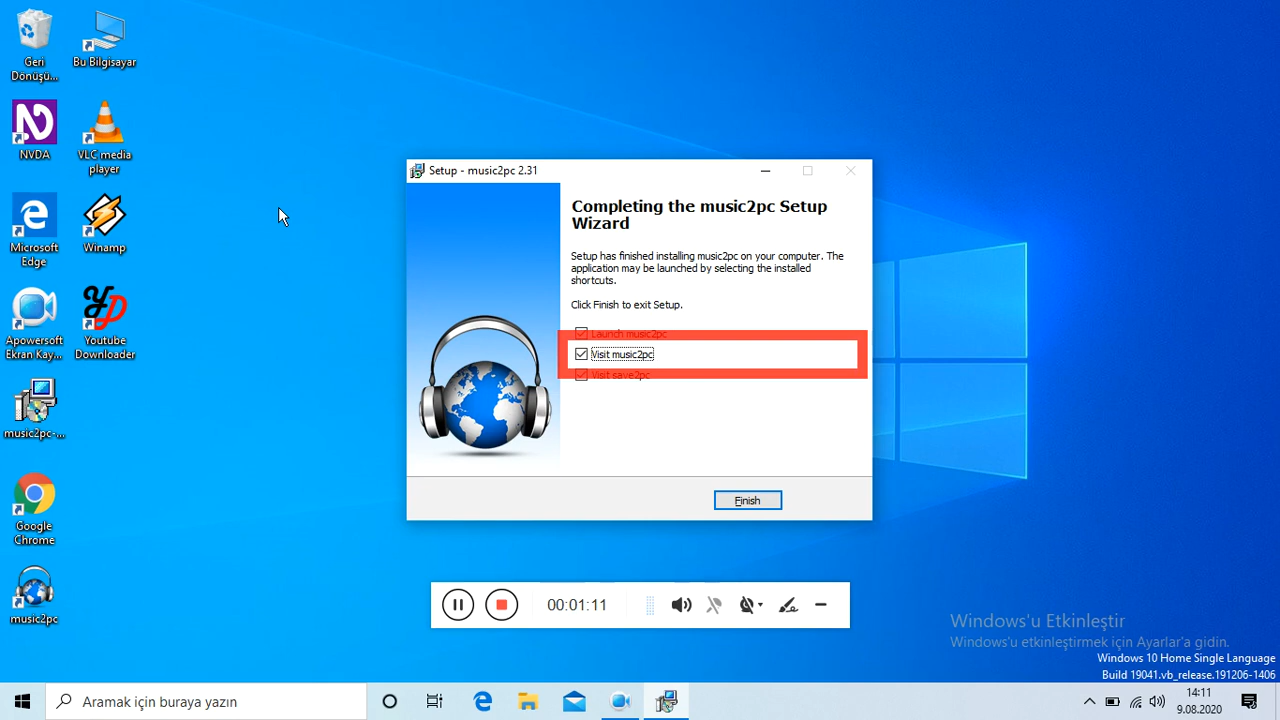 Geri
Dönüşü...
Bu Bilgisayar
NVDA
VLC media
player
Microsoft
Edge
Winamp
Apowersoft
Ekran Kay...
Youtube
Downloader
music2pc-...
Google
Chrome
music2pc
Setup - music2pc 2.31
Completing the music2pc Setup
Wizard
Setup has finished installing music2pc on your computer. The
application may be launched by selecting the installed
shortcuts.
Click Finish to exit Setup.
Launch music2pc
Visit music2pc
Visit save2pc
Finish
00:01:11
Windows'u Etkinleştir
Windows'u etkinleştirmek için Ayarlar'a gidin.
Windows 10 Home Single Language
Build 19041.vb_release.191206-1406
Aramak için buraya yazın
14:11
9.08.2020